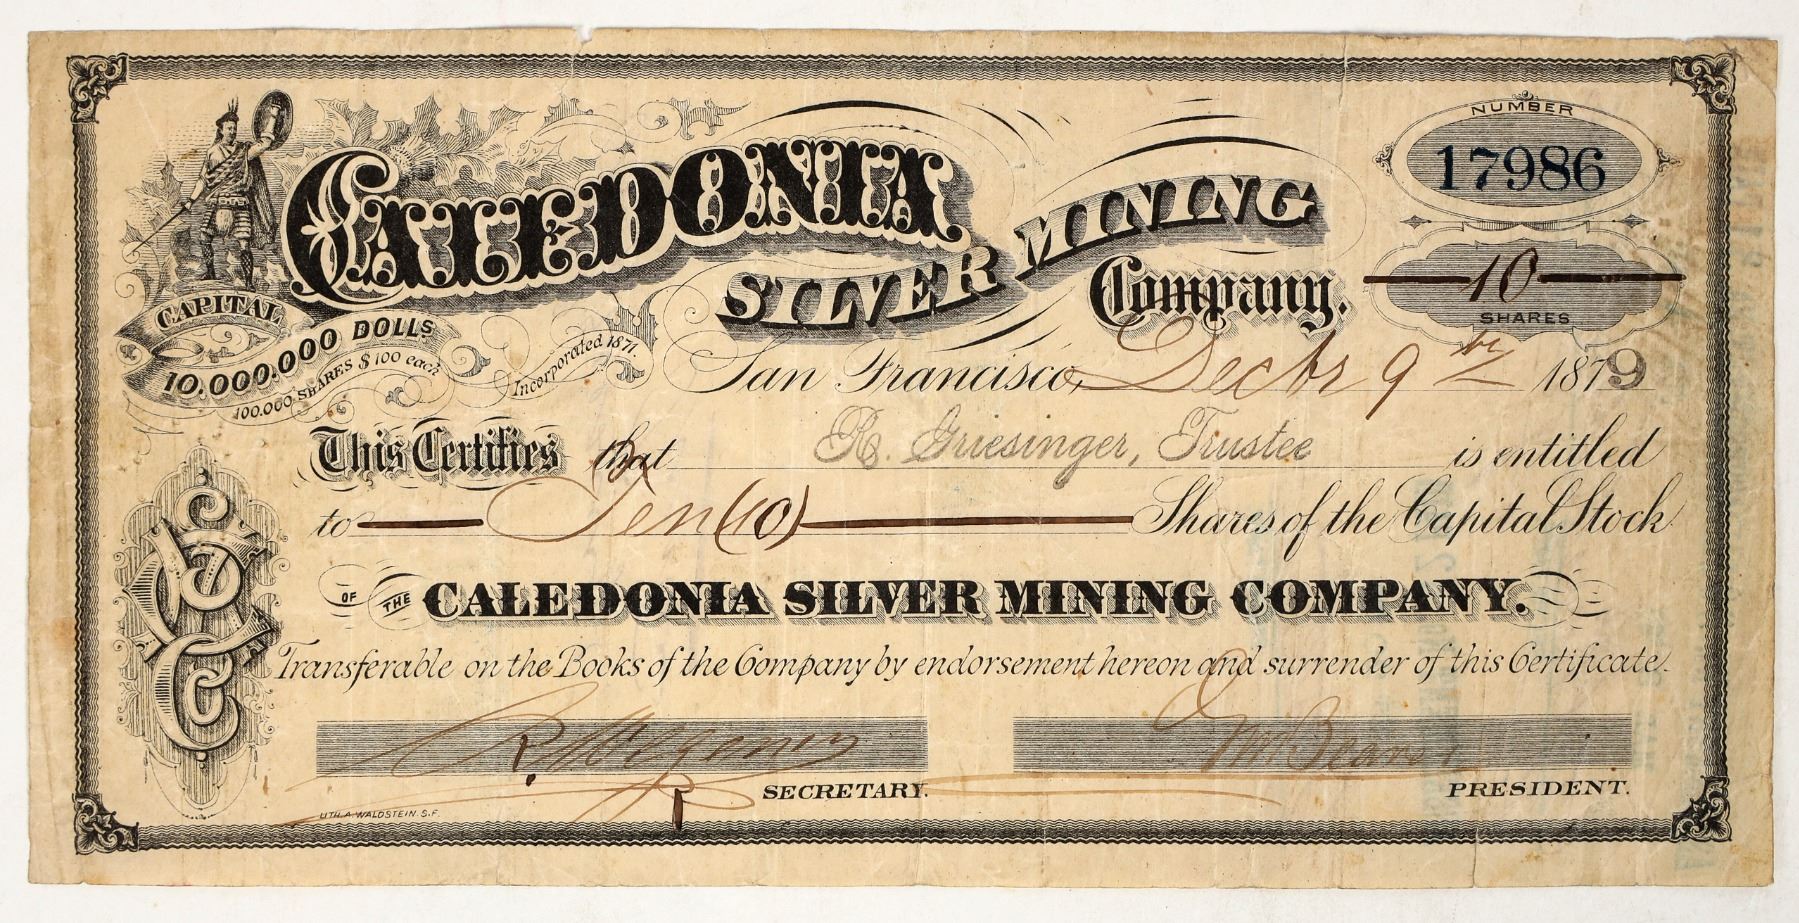 CALEDONIA
SILVER MINING
Company.
NUMBER
17986
10
SHARES
CAPITAL
10.000.000 DOLLS
100.000 SHARES $100 each
Incorporated 1871.
San Francisco, Decbr 9th 1879
This Certifies that R. Griesinger, Trustee is entitled
to Ten (10) Shares of the Capital Stock
OF THE CALEDONIA SILVER MINING COMPANY.
Transferable on the Books of the Company by endorsement hereon and surrender of this Certificate.
SECRETARY.
PRESIDENT.
LITH. A. WALDSTEIN. S.F.